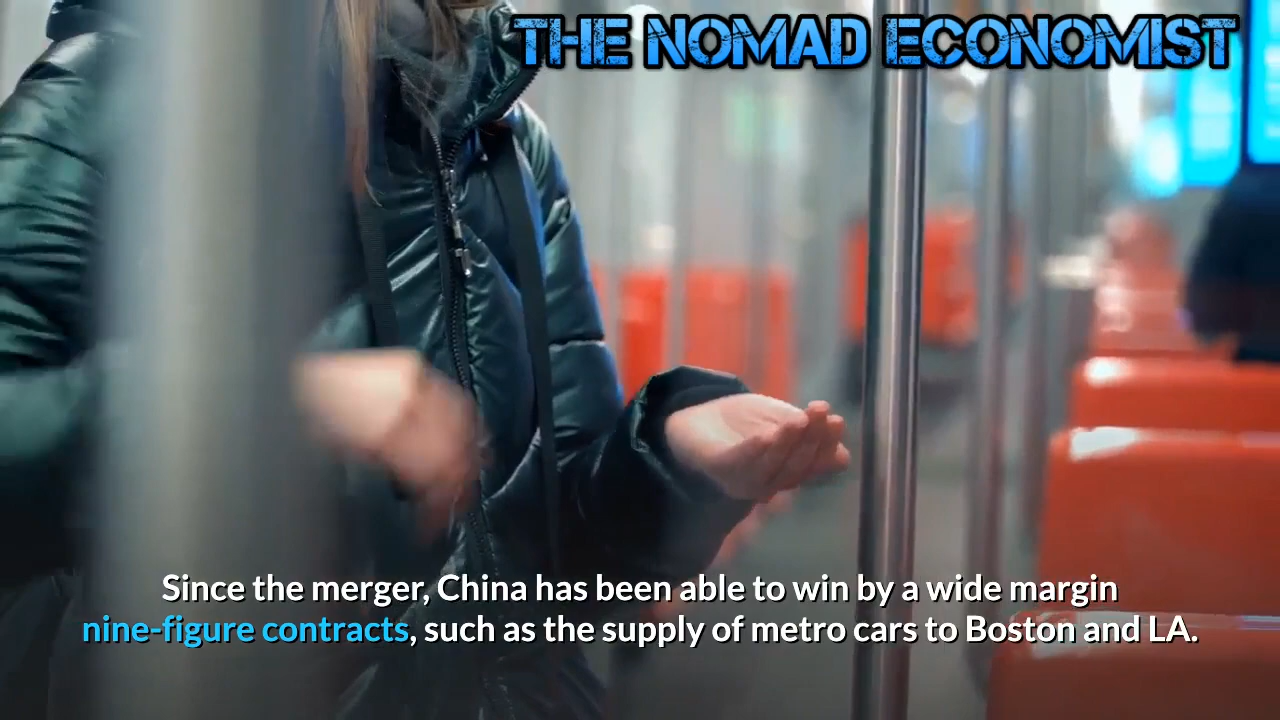 THE NOMAD ECONOMIST
Since the merger, China has been able to win by a wide margin
nine-figure contracts, such as the supply of metro cars to Boston and LA.